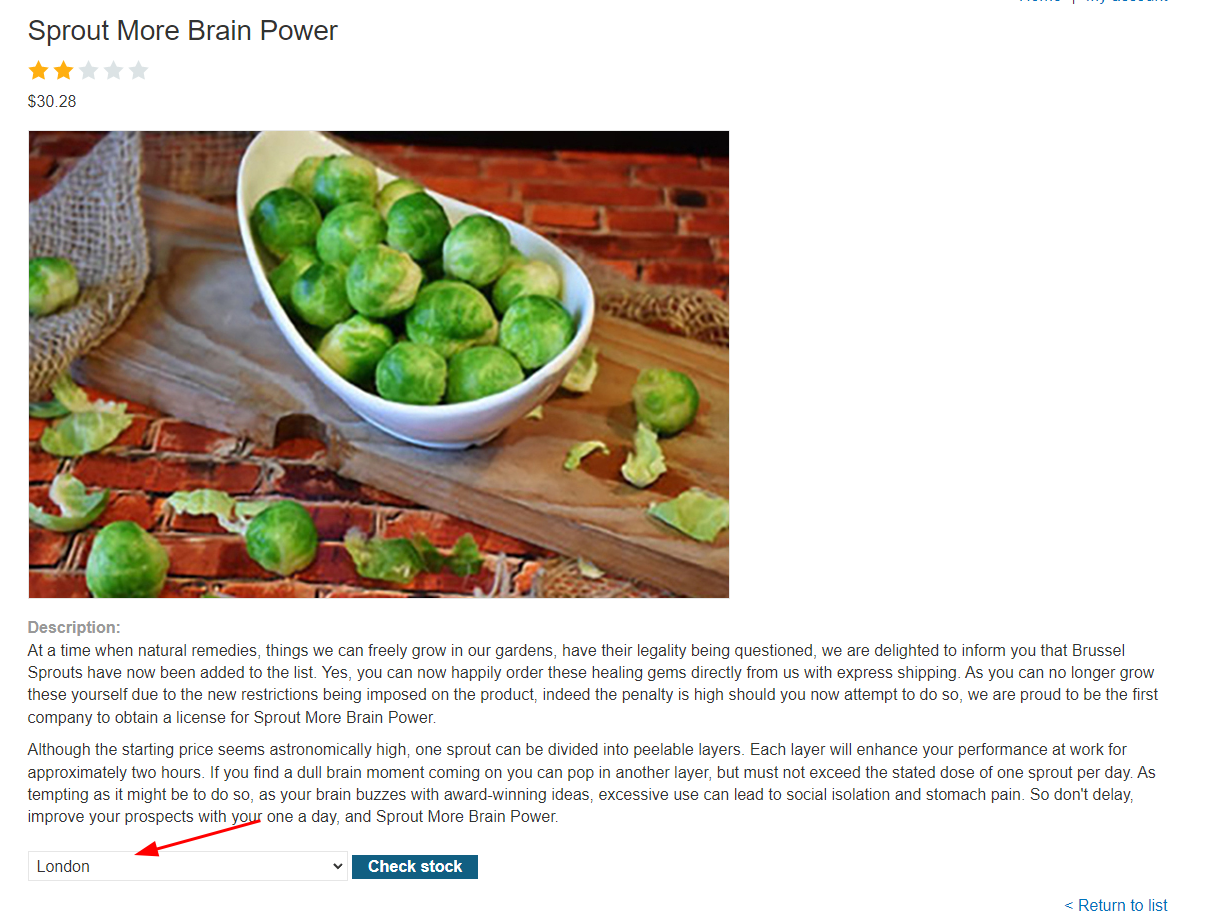 Home | My account
Sprout More Brain Power
$30.28
Description:
At a time when natural remedies, things we can freely grow in our gardens, have their legality being questioned, we are delighted to inform you that Brussel
Sprouts have now been added to the list. Yes, you can now happily order these healing gems directly from us with express shipping. As you can no longer grow
these yourself due to the new restrictions being imposed on the product, indeed the penalty is high should you now attempt to do so, we are proud to be the first
company to obtain a license for Sprout More Brain Power.
Although the starting price seems astronomically high, one sprout can be divided into peelable layers. Each layer will enhance your performance at work for
approximately two hours. If you find a dull brain moment coming on you can pop in another layer, but must not exceed the stated dose of one sprout per day. As
tempting as it might be to do so, as your brain buzzes with award-winning ideas, excessive use can lead to social isolation and stomach pain. So don't delay,
improve your prospects with your one a day, and Sprout More Brain Power.
London Check stock
< Return to list